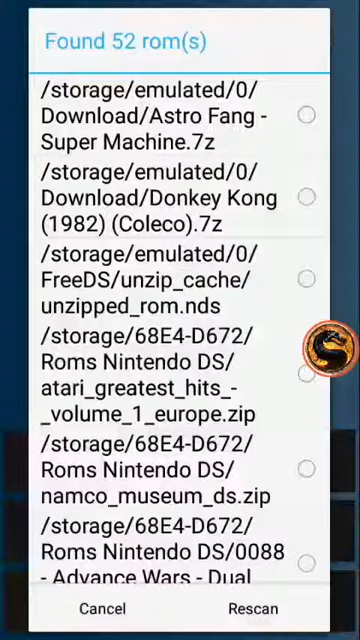 Found 52 rom(s)
/storage/emulated/0/
Download/Astro Fang -
Super Machine.7z
/storage/emulated/0/
Download/Donkey Kong
(1982) (Coleco).7z
/storage/emulated/0/
FreeDS/unzip_cache/
unzipped_rom.nds
/storage/68E4-D672/
Roms Nintendo DS/
atari_greatest_hits_-
_volume_1_europe.zip
/storage/68E4-D672/
Roms Nintendo DS/
namco_museum_ds.zip
/storage/68E4-D672/
Roms Nintendo DS/0088
- Advance Wars - Dual
Cancel
Rescan